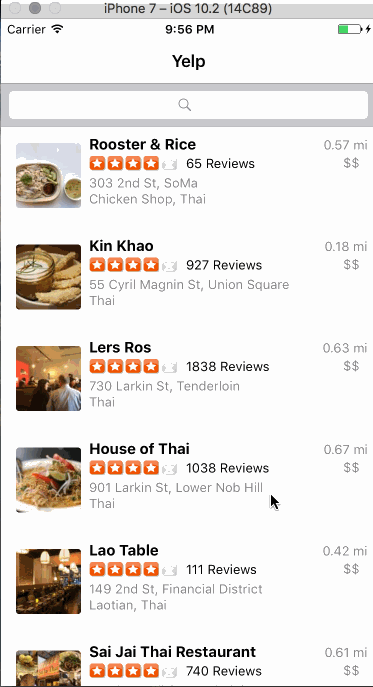 iPhone 7 – iOS 10.2 (14C89)
Carrier 9:56 PM
Yelp
Rooster & Rice 0.57 mi
65 Reviews $$
303 2nd St, SoMa
Chicken Shop, Thai
Kin Khao 0.18 mi
927 Reviews $$
55 Cyril Magnin St, Union Square
Thai
Lers Ros 0.63 mi
1838 Reviews $$
730 Larkin St, Tenderloin
Thai
House of Thai 0.67 mi
1038 Reviews $$
901 Larkin St, Lower Nob Hill
Thai
Lao Table 0.42 mi
111 Reviews $$
149 2nd St, Financial District
Laotian, Thai
Sai Jai Thai Restaurant 0.61 mi
740 Reviews $$